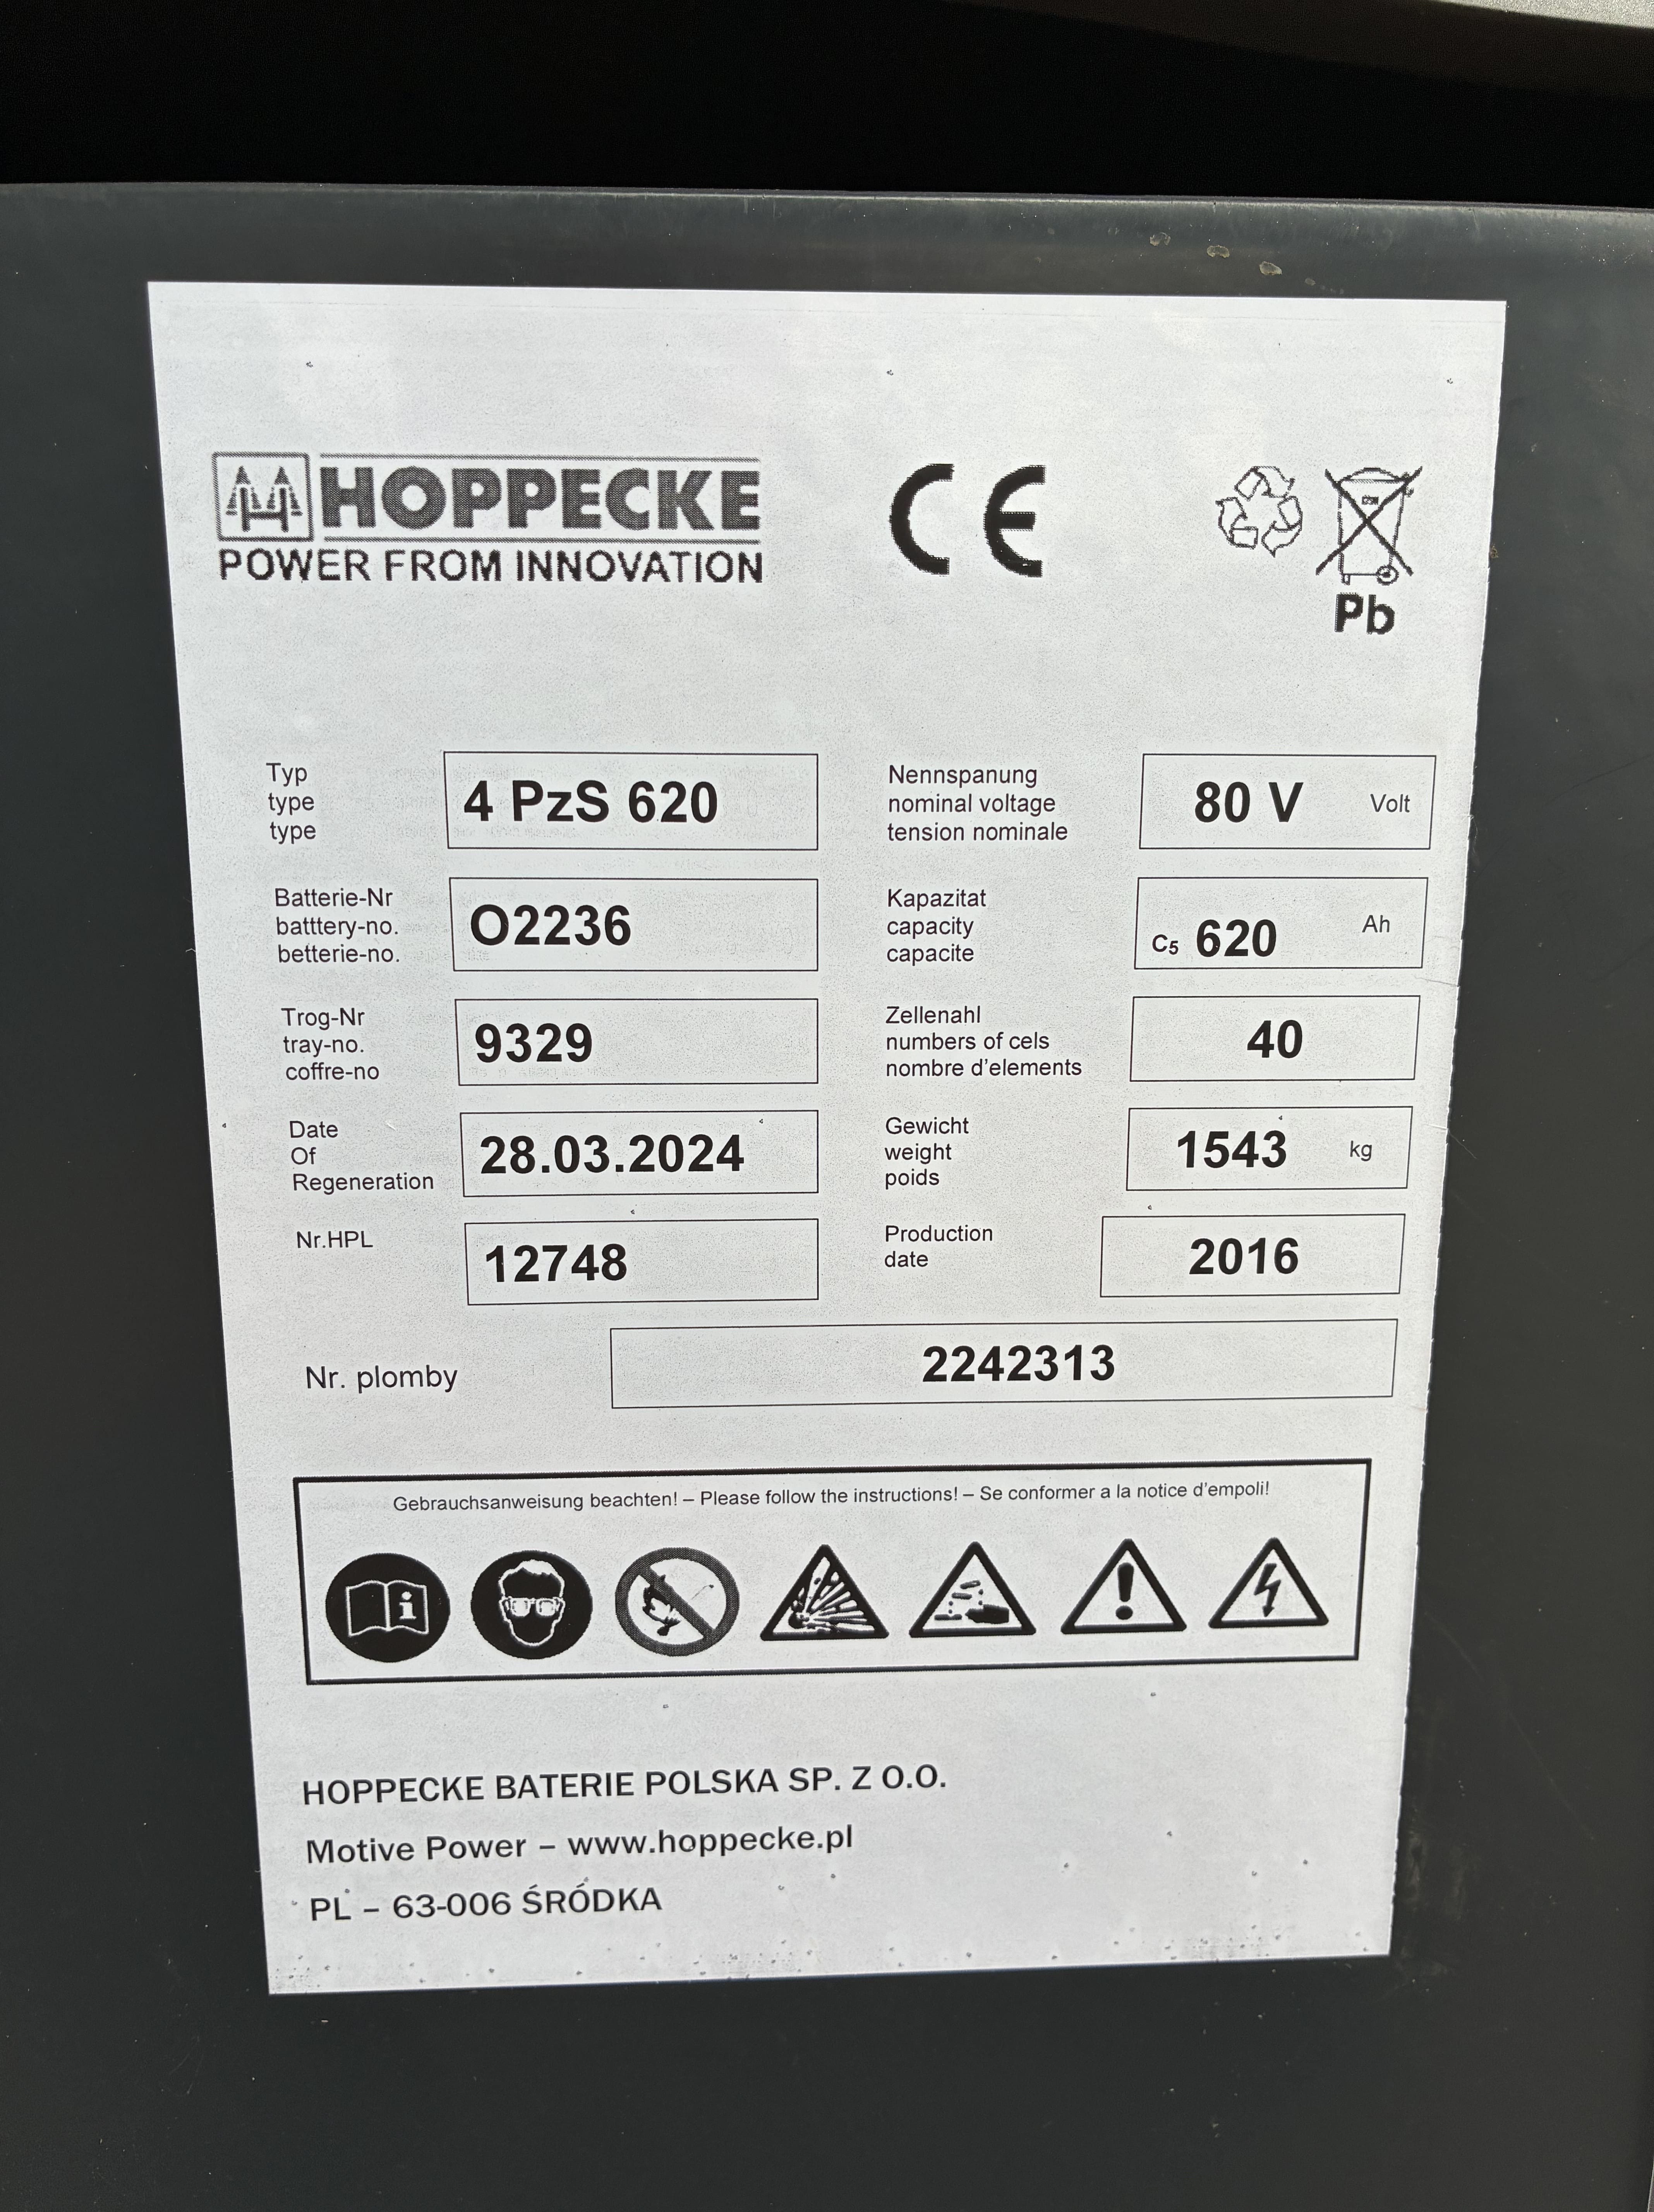 HOPPECKE
POWER FROM INNOVATION
CE
Pb
Typ
type
type
4 PzS 620
Nennspanung
nominal voltage
tension nominale
80 V Volt
Batterie-Nr
batttery-no.
betterie-no.
O2236
Kapazitat
capacity
capacite
C5 620 Ah
Trog-Nr
tray-no.
coffre-no
9329
Zellenahl
numbers of cels
nombre d'elements
40
Date
Of
Regeneration
28.03.2024
Gewicht
weight
poids
1543 kg
Nr.HPL
12748
Production
date
2016
Nr. plomby
2242313
Gebrauchsanweisung beachten! – Please follow the instructions! – Se conformer a la notice d'empoli!
HOPPECKE BATERIE POLSKA SP. Z O.O.
Motive Power – www.hoppecke.pl
PL – 63-006 ŚRÓDKA